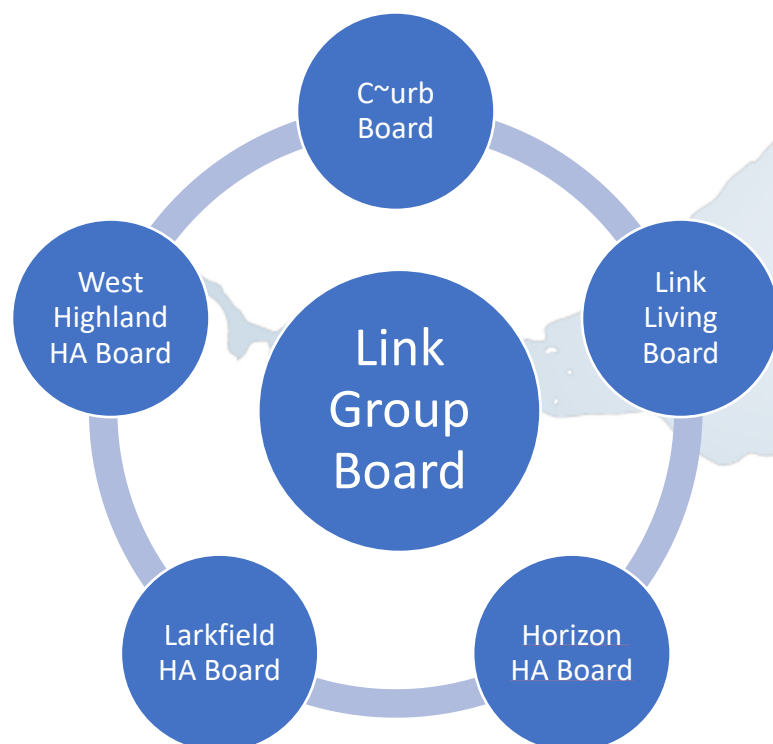 C~urb
Board
West
Highland
HA Board
Link
Living
Board
Link
Group
Board
Larkfield
HA Board
Horizon
HA Board